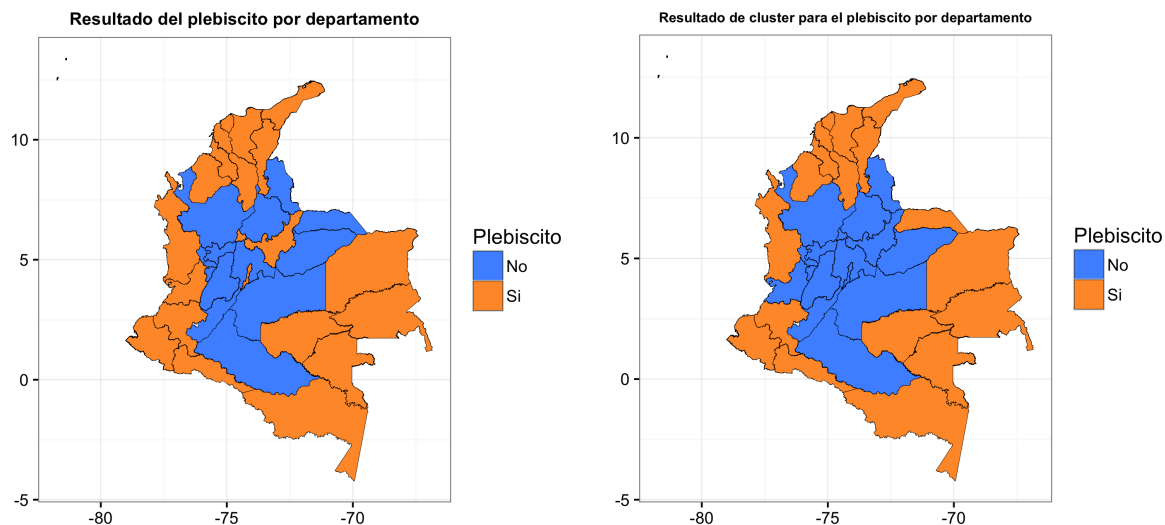 Resultado del plebiscito por departamento
10
5
0
-5
-80
-75
-70
Plebiscito
No
Si
Resultado de cluster para el plebiscito por departamento
10
5
0
-5
-80
-75
-70
Plebiscito
No
Si